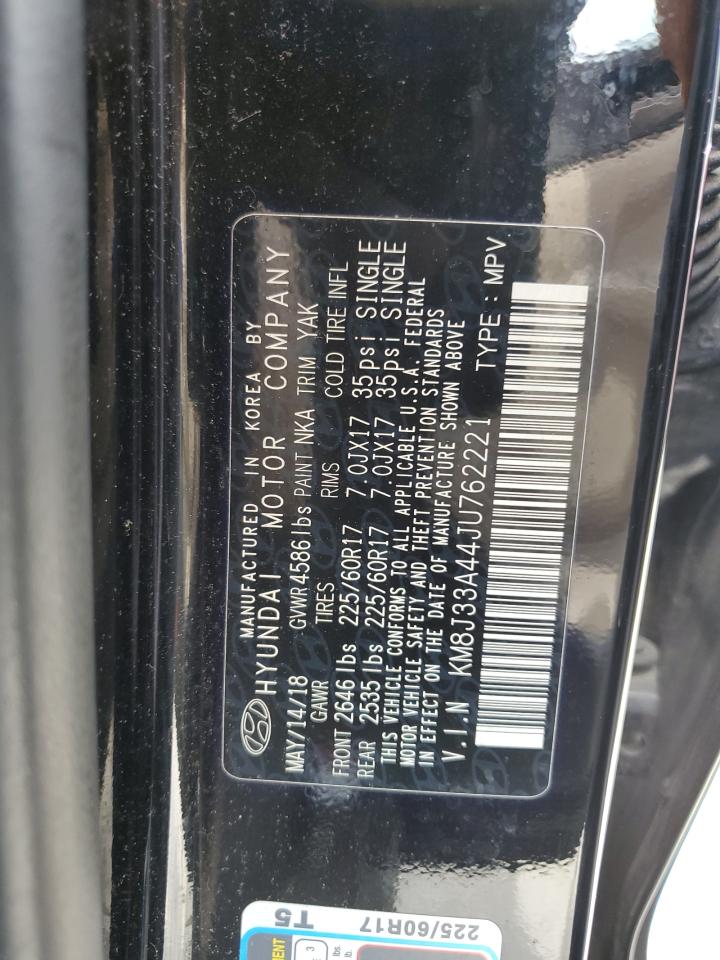 MANUFACTURED IN KOREA BY
HYUNDAI MOTOR COMPANY
MAY/14/18 GVWR 4586 lbs PAINT NKA TRIM YAK
GAWR TIRES RIMS COLD TIRE INFL
FRONT 2646 lbs 225/60R17 7.0JX17 35psi SINGLE
REAR 2535 lbs 225/60R17 7.0JX17 35psi SINGLE
THIS VEHICLE CONFORMS TO ALL APPLICABLE U.S.A. FEDERAL
MOTOR VEHICLE SAFETY AND THEFT PREVENTION STANDARDS
IN EFFECT ON THE DATE OF MANUFACTURE SHOWN ABOVE
V.I.N KM8J33A44JU762221 TYPE : MPV
T5
225/60R17
3
lbs.
lb.